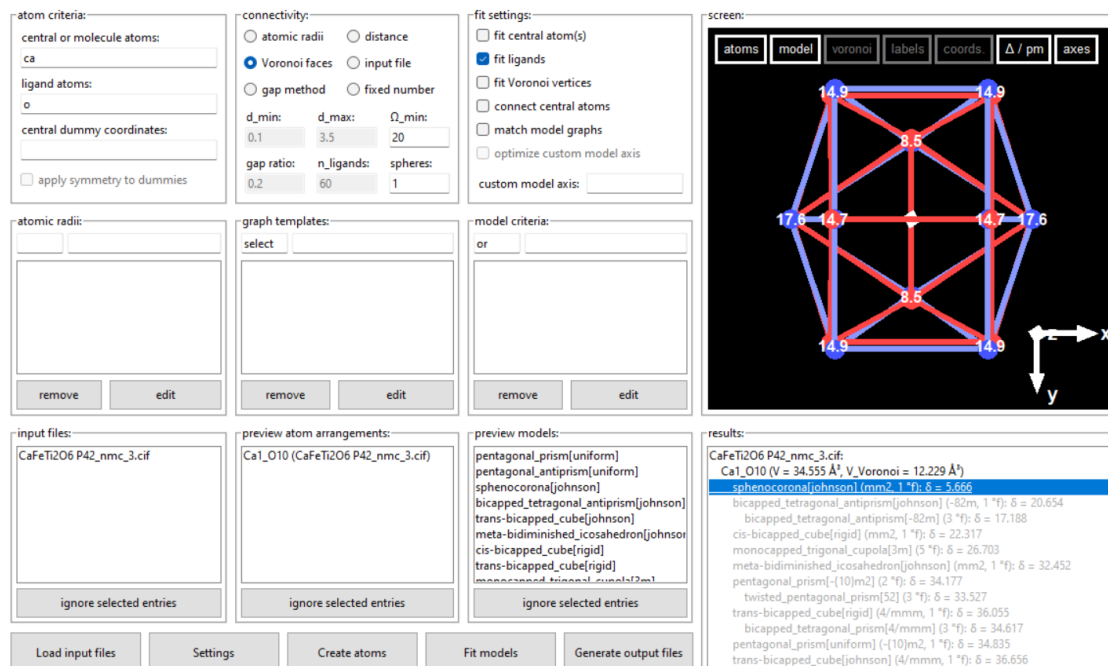 atom criteria:
central or molecule atoms:
ca
ligand atoms:
o
central dummy coordinates:
apply symmetry to dummies
connectivity:
atomic radii
distance
Voronoi faces
input file
gap method
fixed number
d_min:
d_max:
Ω_min:
0.1
3.5
20
gap ratio:
n_ligands:
spheres:
0.2
60
1
fit settings:
fit central atom(s)
fit ligands
fit Voronoi vertices
connect central atoms
match model graphs
optimize custom model axis
custom model axis:
screen:
atoms
model
voronoi
labels
coords.
Δ / pm
axes
14.9
14.9
8.5
17.6
14.7
14.7
17.6
8.5
14.9
14.9
z
x
y
atomic radii:
remove
edit
graph templates:
select
remove
edit
model criteria:
or
remove
edit
input files:
CaFeTi2O6 P42_nmc_3.cif
preview atom arrangements:
Ca1_O10 (CaFeTi2O6 P42_nmc_3.cif)
ignore selected entries
ignore selected entries
preview models:
pentagonal_prism[uniform]
pentagonal_antiprism[uniform]
sphenocorona[johnson]
bicapped_tetragonal_antiprism[johnson]
trans-bicapped_cube[johnson]
meta-bidiminished_icosahedron[johnson
cis-bicapped_cube[rigid]
trans-bicapped_cube[rigid]
monocapped_trigonal_cupola[3m]
ignore selected entries
results:
CaFeTi2O6 P42_nmc_3.cif:
Ca1_O10 (V = 34.555 Å³, V_Voronoi = 12.229 Å³)
sphenocorona[johnson] (mm2, 1 °f): δ = 5.666
bicapped_tetragonal_antiprism[johnson] (-82m, 1 °f): δ = 20.654
bicapped_tetragonal_antiprism[-82m] (3 °f): δ = 17.188
cis-bicapped_cube[rigid] (mm2, 1 °f): δ = 22.317
monocapped_trigonal_cupola[3m] (5 °f): δ = 26.703
meta-bidiminished_icosahedron[johnson] (mm2, 1 °f): δ = 32.452
pentagonal_prism[-(10)m2] (2 °f): δ = 34.177
twisted_pentagonal_prism[52] (3 °f): δ = 33.527
trans-bicapped_cube[rigid] (4/mmm, 1 °f): δ = 36.055
bicapped_tetragonal_prism[4/mmm] (3 °f): δ = 34.617
pentagonal_prism[uniform] (-(10)m2, 1 °f): δ = 34.835
trans-bicapped_cube[johnson] (4/mmm, 1 °f): δ = 36.656
Load input files
Settings
Create atoms
Fit models
Generate output files